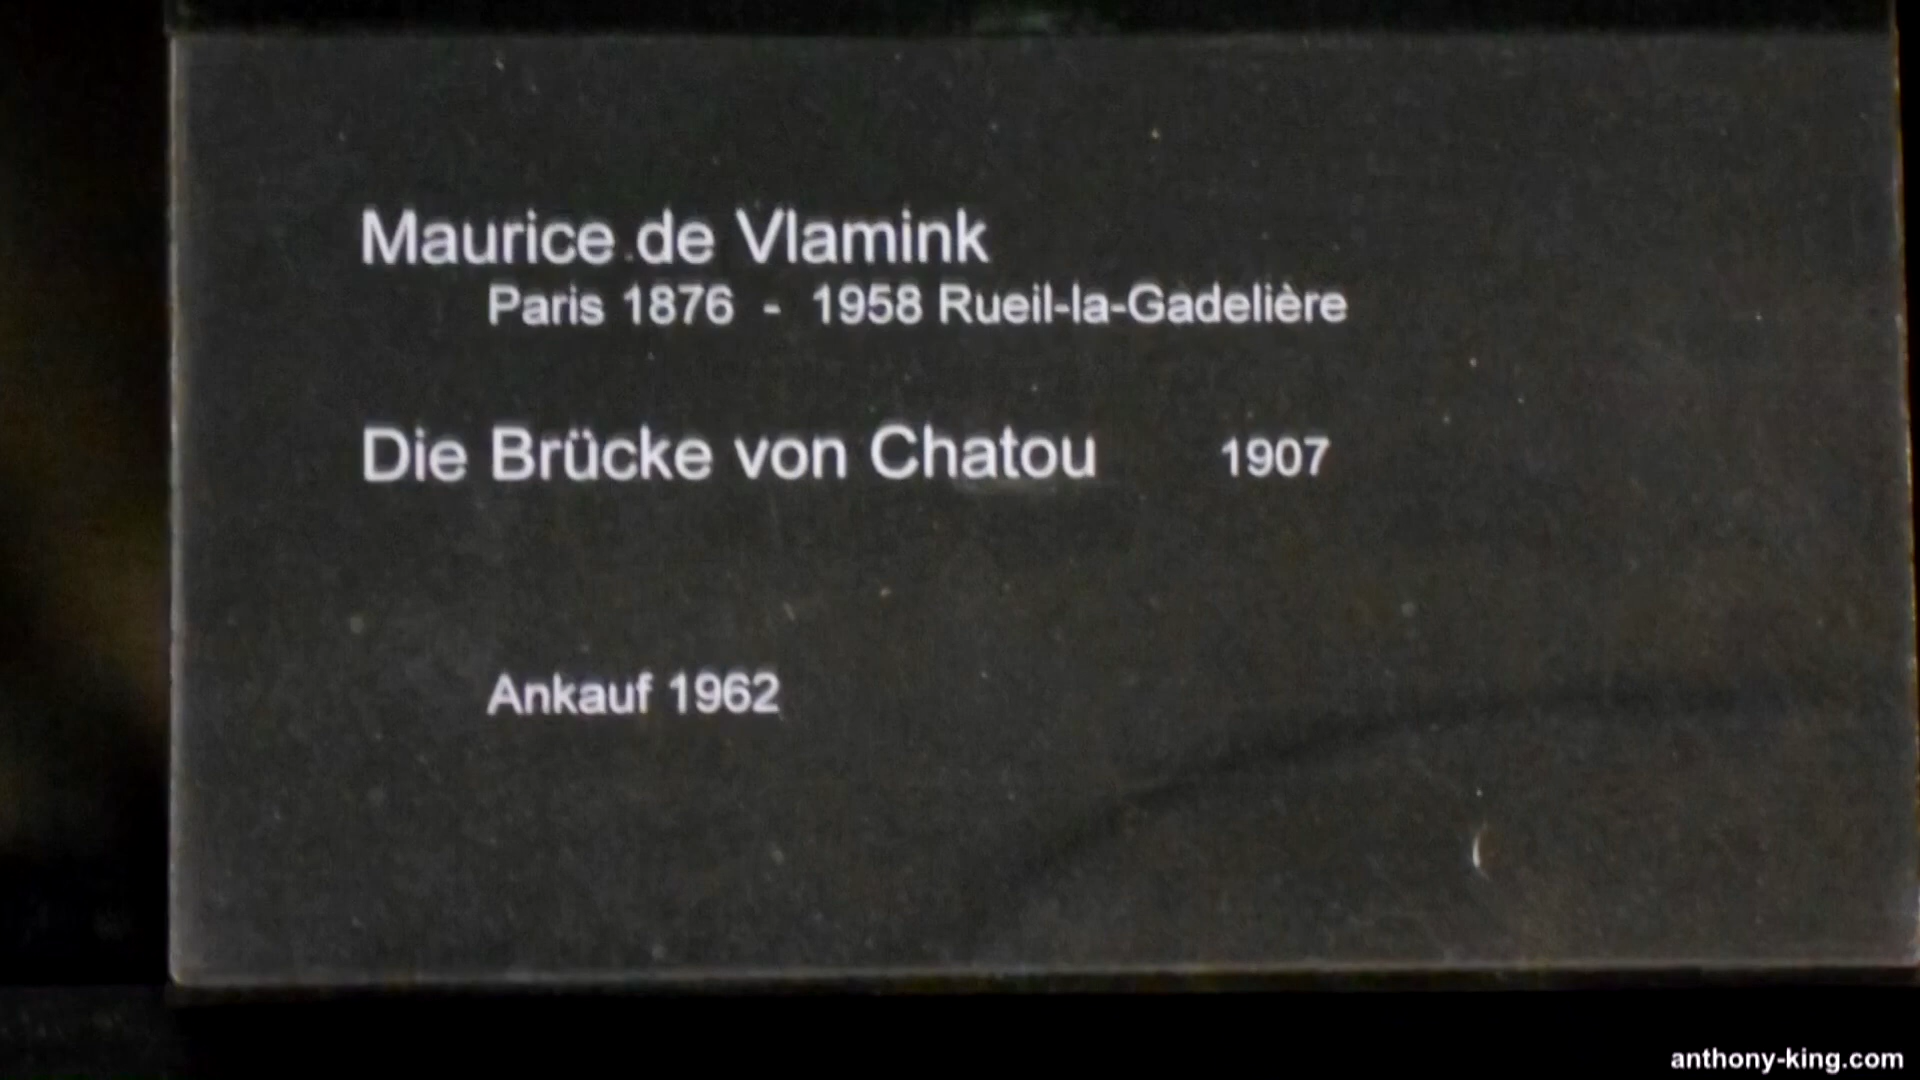 Maurice de Vlamink
Paris 1876 - 1958 Rueil-la-Gadelière
Die Brücke von Chatou 1907
Ankauf 1962
anthony-king.com